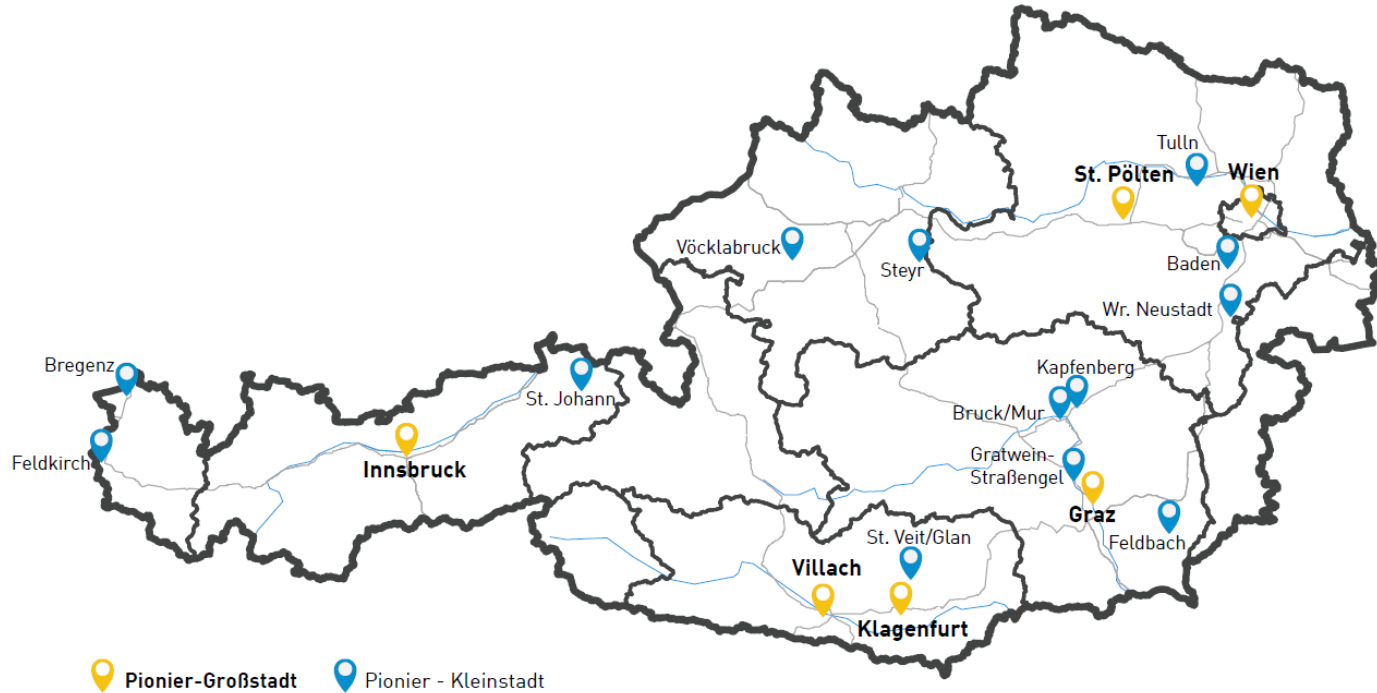 Tulln
St. Pölten
Wien
Vöcklabruck
Steyr
Baden
Wr. Neustadt
Bregenz
St. Johann
Kapfenberg
Bruck/Mur
Feldkirch
Innsbruck
Gratwein-
Straßengel
Graz
Feldbach
St. Veit/Glan
Villach
Klagenfurt
Pionier-Großstadt
Pionier - Kleinstadt